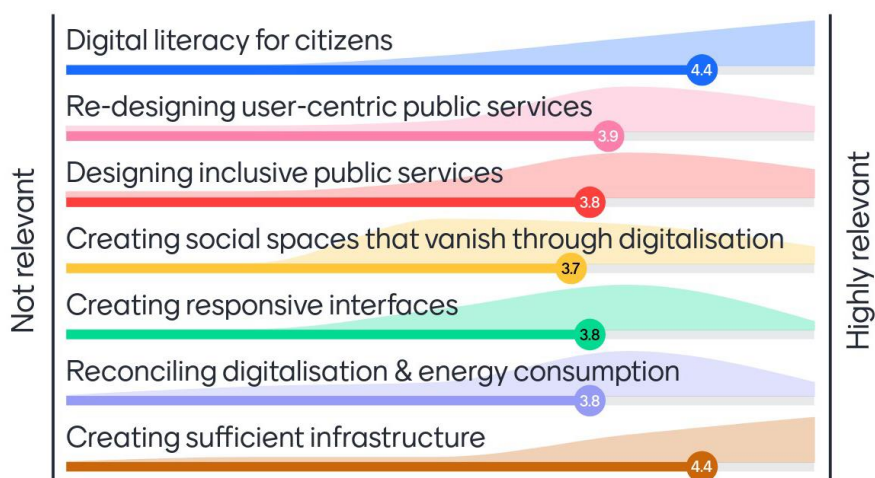 Digital literacy for citizens
4.4
Re-designing user-centric public services
3.9
Designing inclusive public services
3.8
Creating social spaces that vanish through digitalisation
3.7
Creating responsive interfaces
3.8
Reconciling digitalisation & energy consumption
3.8
Creating sufficient infrastructure
4.4
Not relevant
Highly relevant